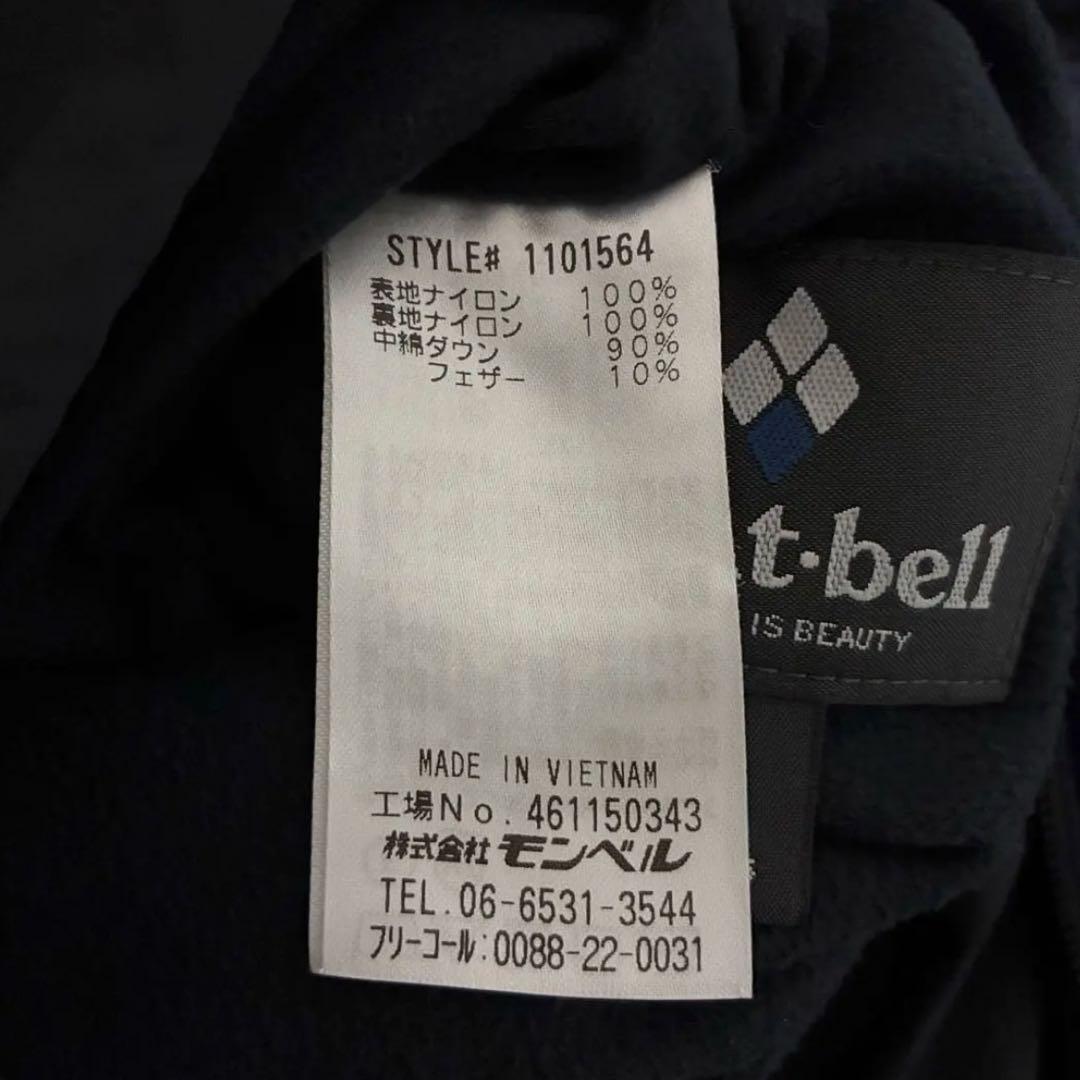 STYLE# 1101564
表地ナイロン 100%
裏地ナイロン 100%
中綿ダウン 90%
フェザー 10%
MADE IN VIETNAM
工場No. 461150343
株式会社モンベル
TEL.06-6531-3544
フリーコール:0088-22-0031
t·bell
IS BEAUTY